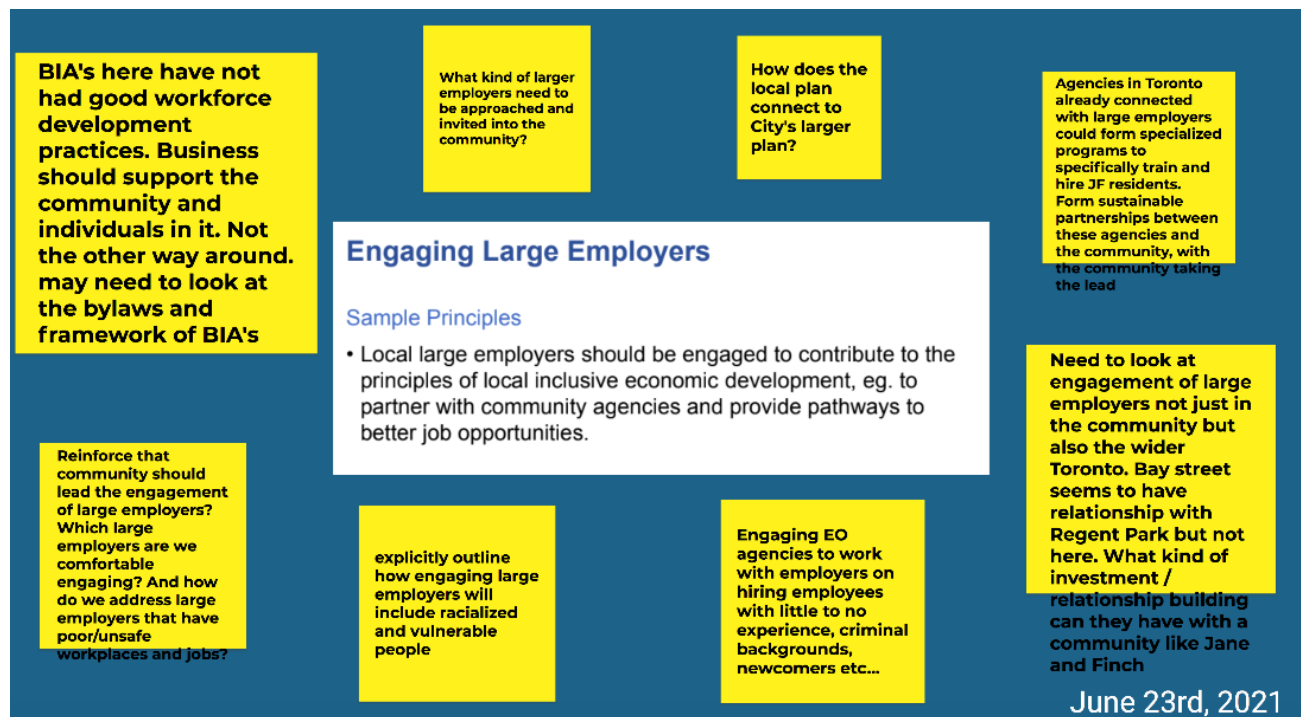 BIA's here have not
had good workforce
development
practices. Business
should support the
community and
individuals in it. Not
the other way around.
may need to look at
the bylaws and
framework of BIA's
What kind of larger
employers need to
be approached and
invited into the
community?
How does the
local plan
connect to
City's larger
plan?
Agencies in Toronto
already connected
with large employers
could form specialized
programs to
specifically train and
hire JF residents.
Form sustainable
partnerships between
these agencies and
the community, with
the community taking
the lead
Engaging Large Employers
Sample Principles
• Local large employers should be engaged to contribute to the
principles of local inclusive economic development, eg. to
partner with community agencies and provide pathways to
better job opportunities.
Need to look at
engagement of large
employers not just in
the community but
also the wider
Toronto. Bay street
seems to have
relationship with
Regent Park but not
here. What kind of
investment /
relationship building
can they have with a
community like Jane
and Finch
Reinforce that
community should
lead the engagement
of large employers?
Which large
employers are we
comfortable
engaging? And how
do we address large
employers that have
poor/unsafe
workplaces and jobs?
explicitly outline
how engaging large
employers will
include racialized
and vulnerable
people
Engaging EO
agencies to work
with employers on
hiring employees
with little to no
experience, criminal
backgrounds,
newcomers etc...
June 23rd, 2021